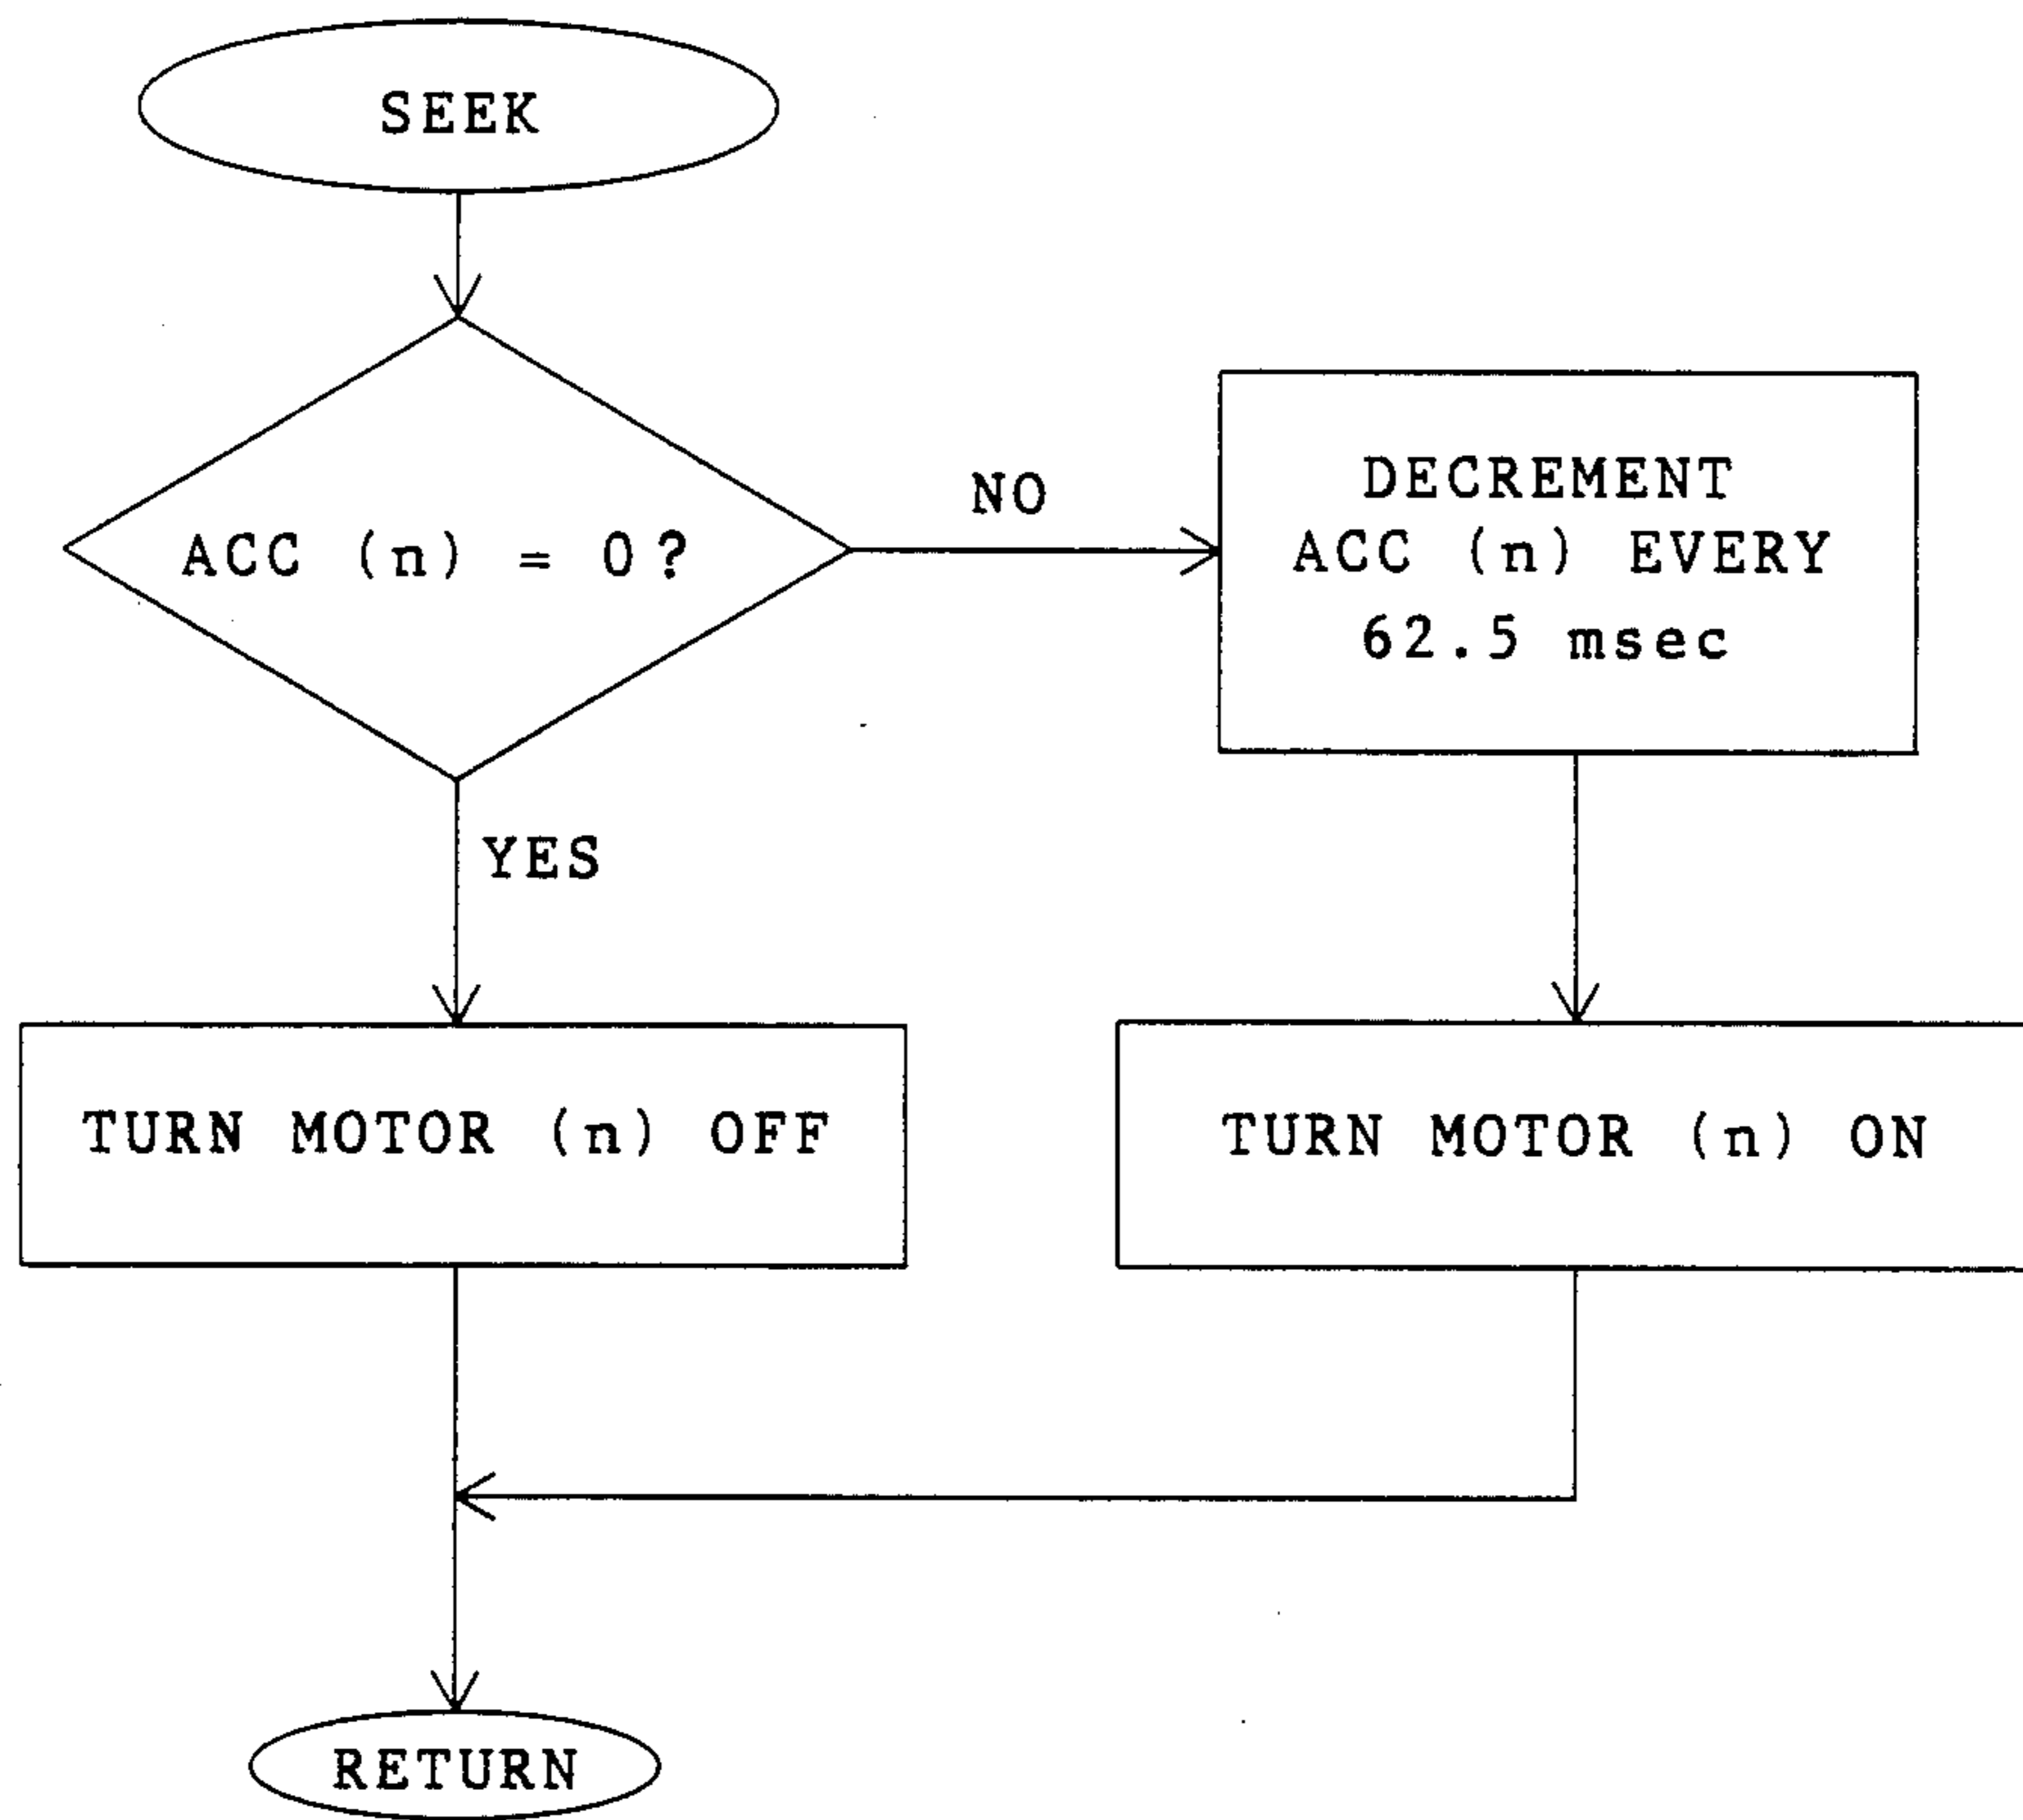 SEEK
ACC (n) = 0?
NO
DECREMENT
ACC (n) EVERY
62.5 msec
YES
TURN MOTOR (n) OFF
TURN MOTOR (n) ON
RETURN